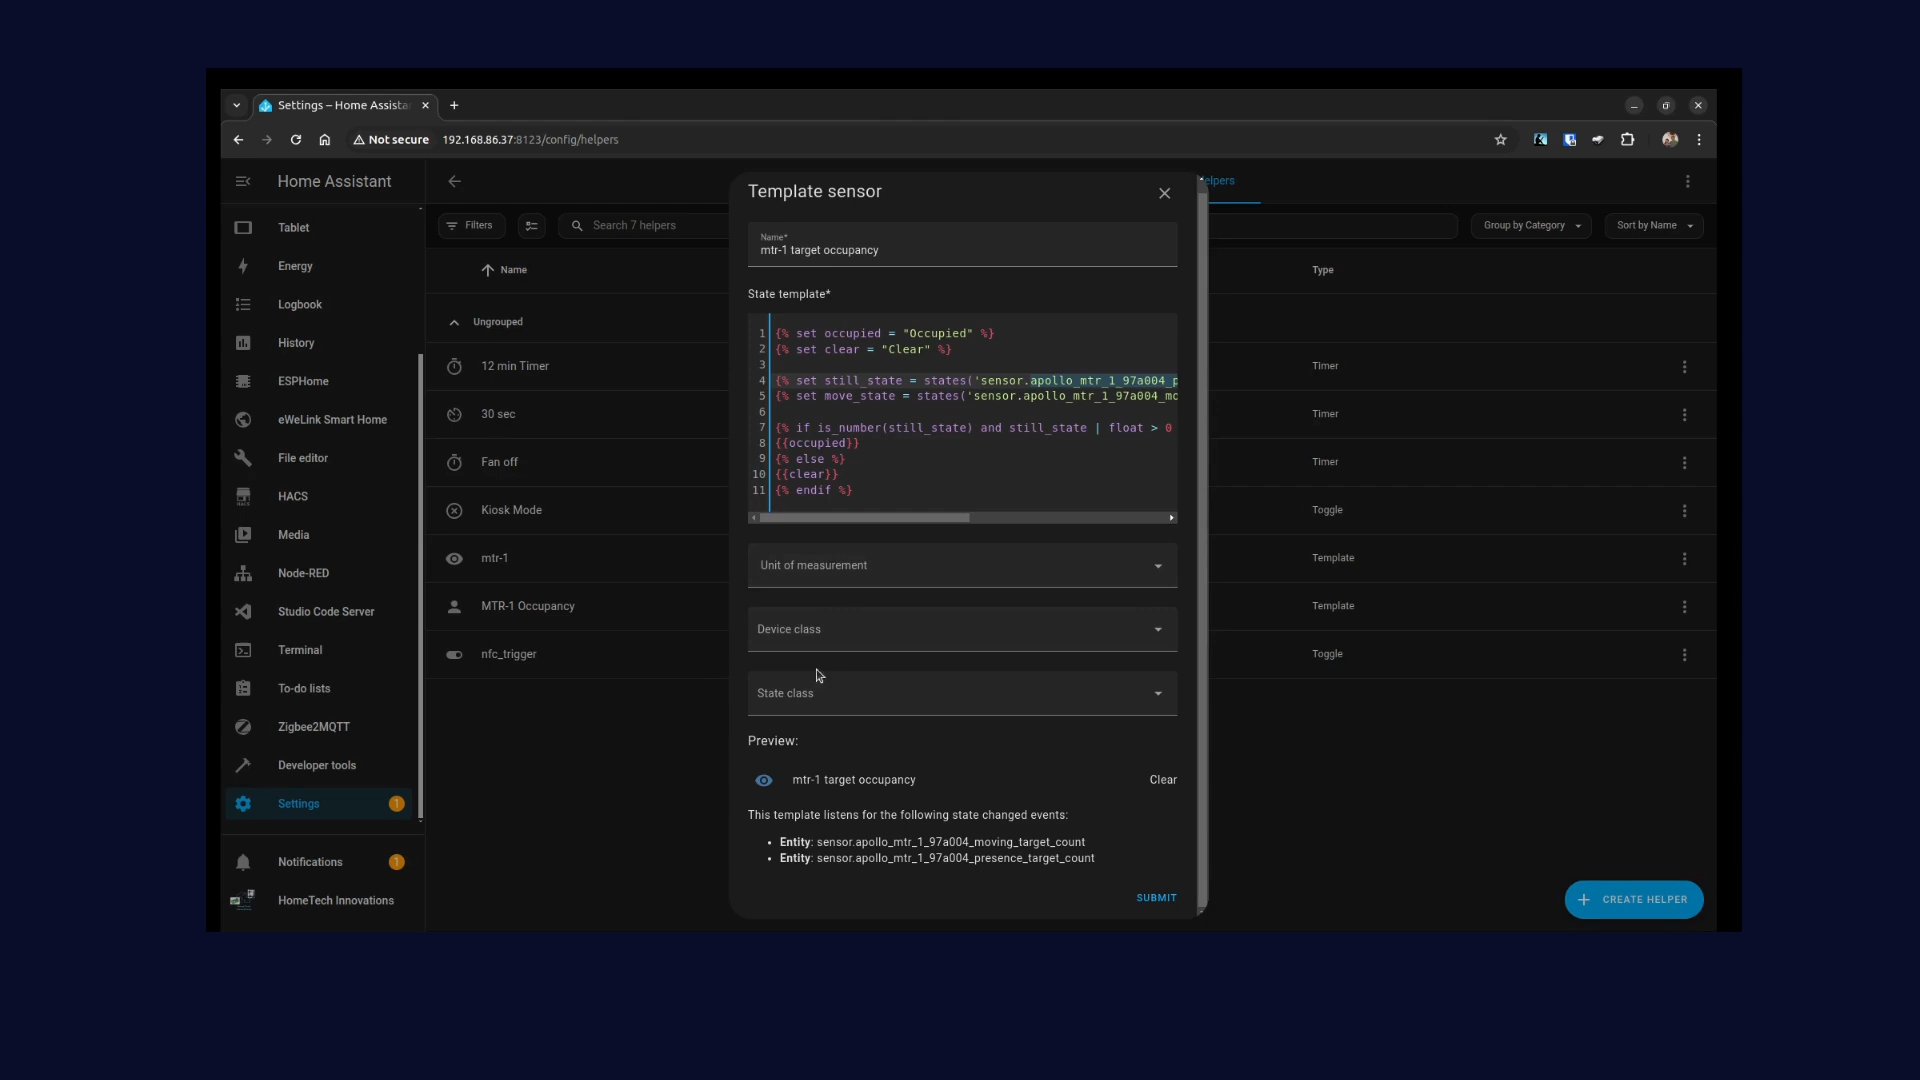 Settings – Home Assista
Not secure 192.168.86.37:8123/config/helpers
Home Assistant
elpers
Tablet
Energy
Logbook
History
ESPHome
eWeLink Smart Home
File editor
HACS
Media
Node-RED
Studio Code Server
Terminal
To-do lists
Zigbee2MQTT
Developer tools
Settings 1
Notifications 1
HomeTech Innovations
Filters
Search 7 helpers
Group by Category
Sort by Name
Name
Type
Ungrouped
12 min Timer
Timer
30 sec
Timer
Fan off
Timer
Kiosk Mode
Toggle
mtr-1
Template
MTR-1 Occupancy
Template
nfc_trigger
Toggle
Template sensor
Name*
mtr-1 target occupancy
State template*
1 {% set occupied = "Occupied" %}
2 {% set clear = "Clear" %}
3
4 {% set still_state = states('sensor.apollo_mtr_1_97a004_p
5 {% set move_state = states('sensor.apollo_mtr_1_97a004_mo
6
7 {% if is_number(still_state) and still_state | float > 0
8 {{occupied}}
9 {% else %}
10 {{clear}}
11 {% endif %}
Unit of measurement
Device class
State class
Preview:
mtr-1 target occupancy Clear
This template listens for the following state changed events:
• Entity: sensor.apollo_mtr_1_97a004_moving_target_count
• Entity: sensor.apollo_mtr_1_97a004_presence_target_count
SUBMIT
CREATE HELPER